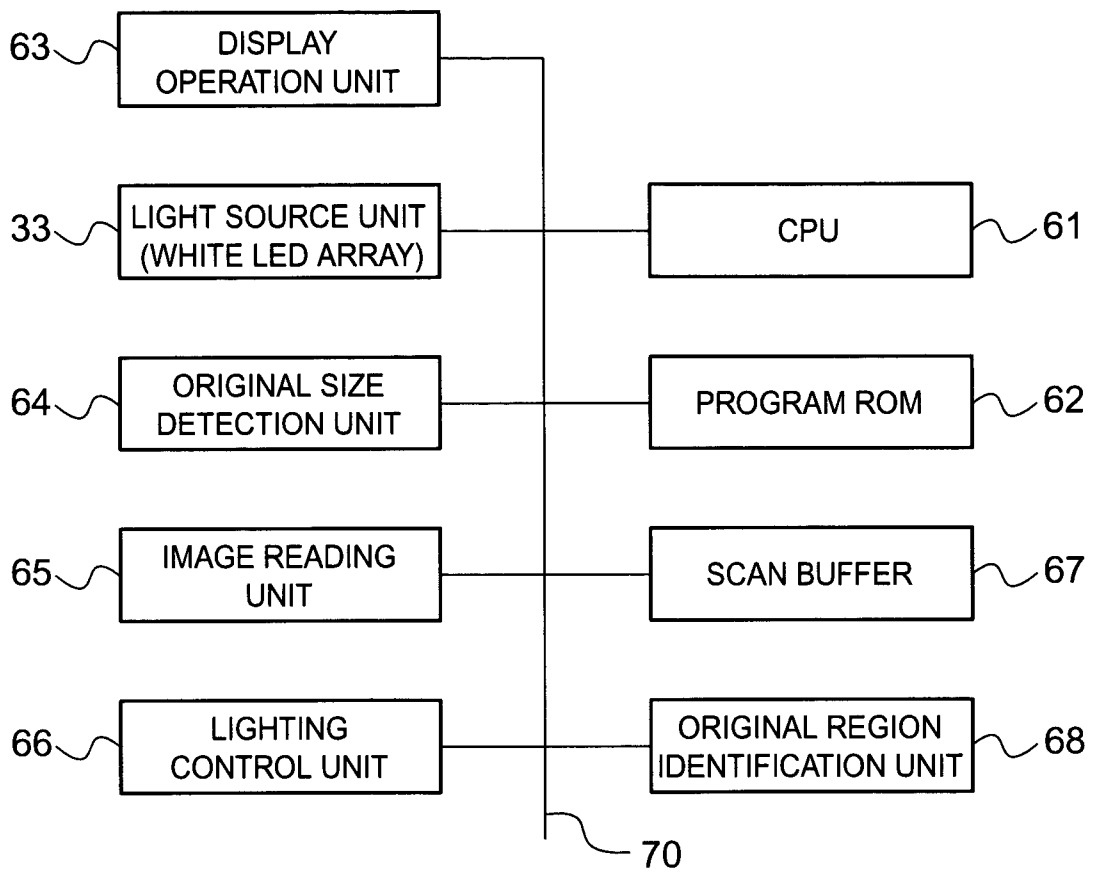 63
DISPLAY
OPERATION UNIT
33
LIGHT SOURCE UNIT
(WHITE LED ARRAY)
CPU
61
64
ORIGINAL SIZE
DETECTION UNIT
PROGRAM ROM
62
65
IMAGE READING
UNIT
SCAN BUFFER
67
66
LIGHTING
CONTROL UNIT
ORIGINAL REGION
IDENTIFICATION UNIT
68
70